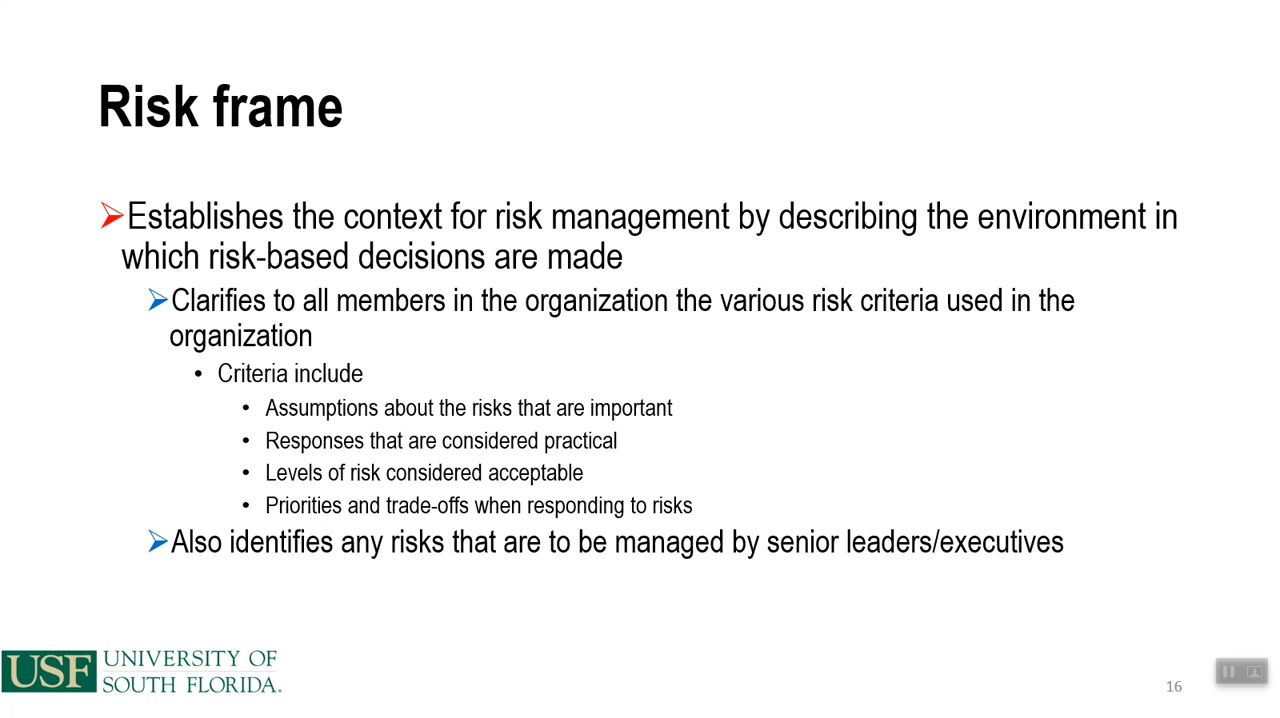 Risk frame
Establishes the context for risk management by describing the environment in
which risk-based decisions are made
Clarifies to all members in the organization the various risk criteria used in the
organization
• Criteria include
• Assumptions about the risks that are important
• Responses that are considered practical
• Levels of risk considered acceptable
• Priorities and trade-offs when responding to risks
Also identifies any risks that are to be managed by senior leaders/executives
USF UNIVERSITY OF
SOUTH FLORIDA.
16